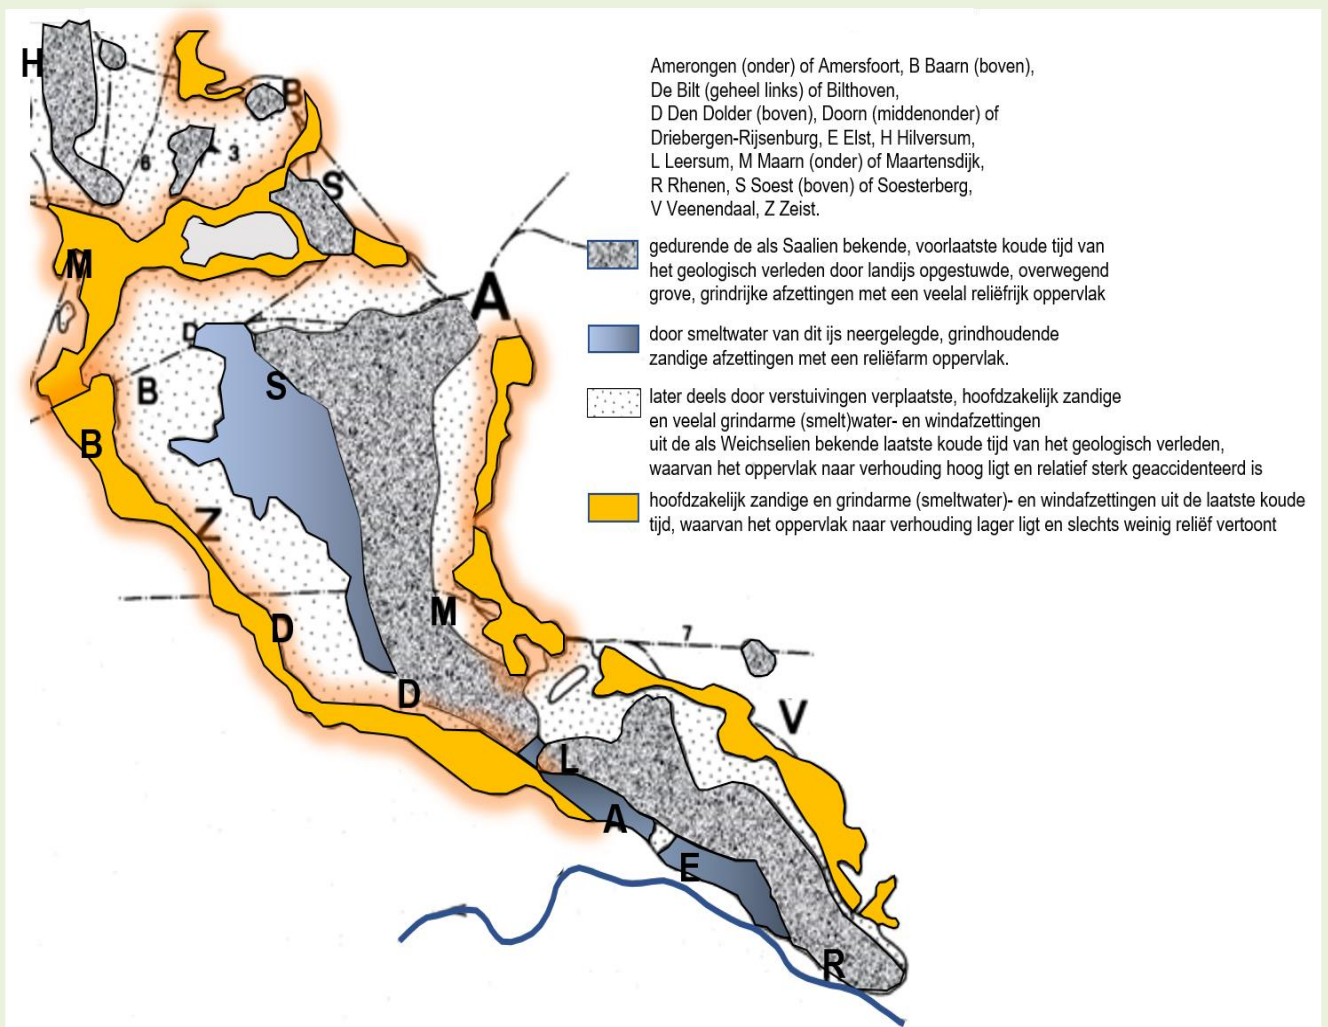 Amerongen (onder) of Amersfoort, B Baarn (boven),
De Bilt (geheel links) of Bilthoven,
D Den Dolder (boven), Doorn (middenonder) of
Driebergen-Rijsenburg, E Elst, H Hilversum,
L Leersum, M Maarn (onder) of Maartensdijk,
R Rhenen, S Soest (boven) of Soesterberg,
V Veenendaal, Z Zeist.
gedurende de als Saalien bekende, voorlaatste koude tijd van
het geologisch verleden door landijs opgestuwde, overwegend
grove, grindrijke afzettingen met een veelal reliëfrijk oppervlak
door smeltwater van dit ijs neergelegde, grindhoudende
zandige afzettingen met een reliëfarm oppervlak.
later deels door verstuivingen verplaatste, hoofdzakelijk zandige
en veelal grindarme (smelt)water- en windafzettingen
uit de als Weichselien bekende laatste koude tijd van het geologisch verleden,
waarvan het oppervlak naar verhouding hoog ligt en relatief sterk geaccidenteerd is
hoofdzakelijk zandige en grindarme (smeltwater)- en windafzettingen uit de laatste koude
tijd, waarvan het oppervlak naar verhouding lager ligt en slechts weinig reliëf vertoont
H
B
6
3
S
M
A
D
B
S
B
Z
D
M
7
D
V
L
A
E
R